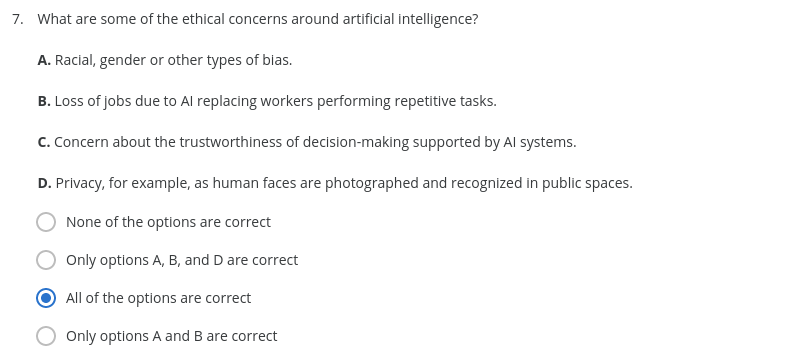 7. What are some of the ethical concerns around artificial intelligence?
A. Racial, gender or other types of bias.
B. Loss of jobs due to AI replacing workers performing repetitive tasks.
C. Concern about the trustworthiness of decision-making supported by AI systems.
D. Privacy, for example, as human faces are photographed and recognized in public spaces.
None of the options are correct
Only options A, B, and D are correct
All of the options are correct
Only options A and B are correct